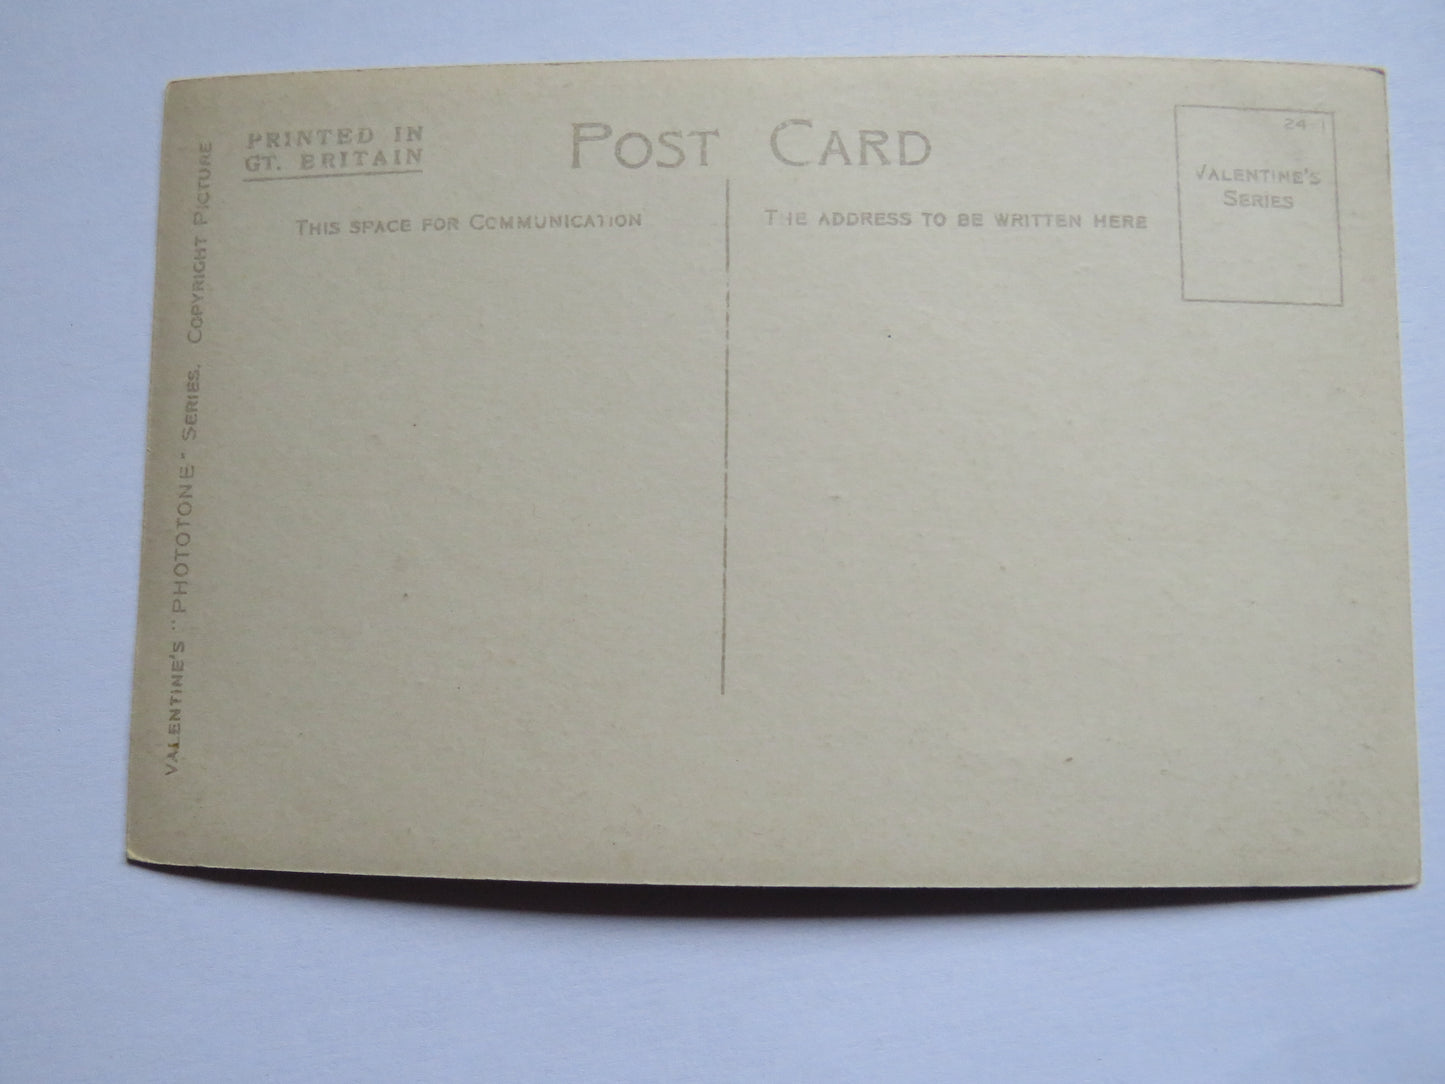 PRINTED IN
GT. BRITAIN
POST CARD
THIS SPACE FOR COMMUNICATION
THE ADDRESS TO BE WRITTEN HERE
24-1
VALENTINE'S
SERIES
VALENTINE'S "PHOTOTONE" SERIES. COPYRIGHT PICTURE